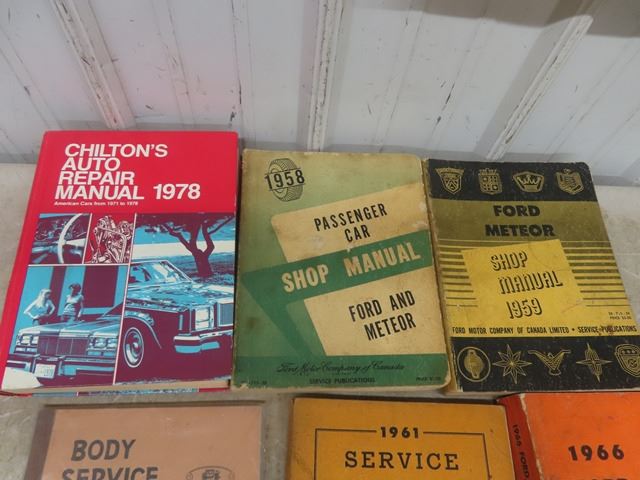 CHILTON'S
AUTO
REPAIR
MANUAL 1978
American Cars from 1971 to 1978
1958
PASSENGER
CAR
SHOP MANUAL
FORD AND
METEOR
Ford Motor Company of Canada
SERVICE PUBLICATIONS
FORD
METEOR
SHOP
MANUAL
1959
FORD MOTOR COMPANY OF CANADA LIMITED • SERVICE PUBLICATIONS
BODY
SERVICE
1961
SERVICE
1966 FORD
1966